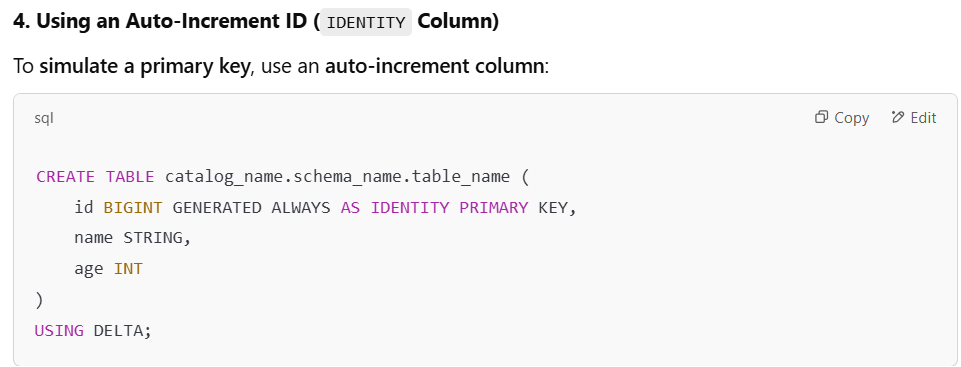 4. Using an Auto-Increment ID (IDENTITY Column)
To simulate a primary key, use an auto-increment column:
sql
Copy
Edit
CREATE TABLE catalog_name.schema_name.table_name (
    id BIGINT GENERATED ALWAYS AS IDENTITY PRIMARY KEY,
    name STRING,
    age INT
)
USING DELTA;